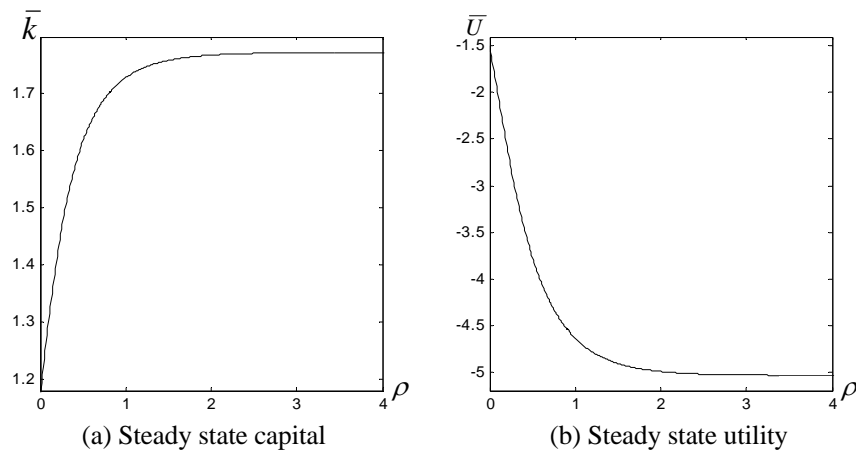 k̄
1.7
1.6
1.5
1.4
1.3
1.2
0 1 2 3 4 ρ
(a) Steady state capital
Ū
-1.5
-2
-2.5
-3
-3.5
-4
-4.5
-5
0 1 2 3 4 ρ
(b) Steady state utility